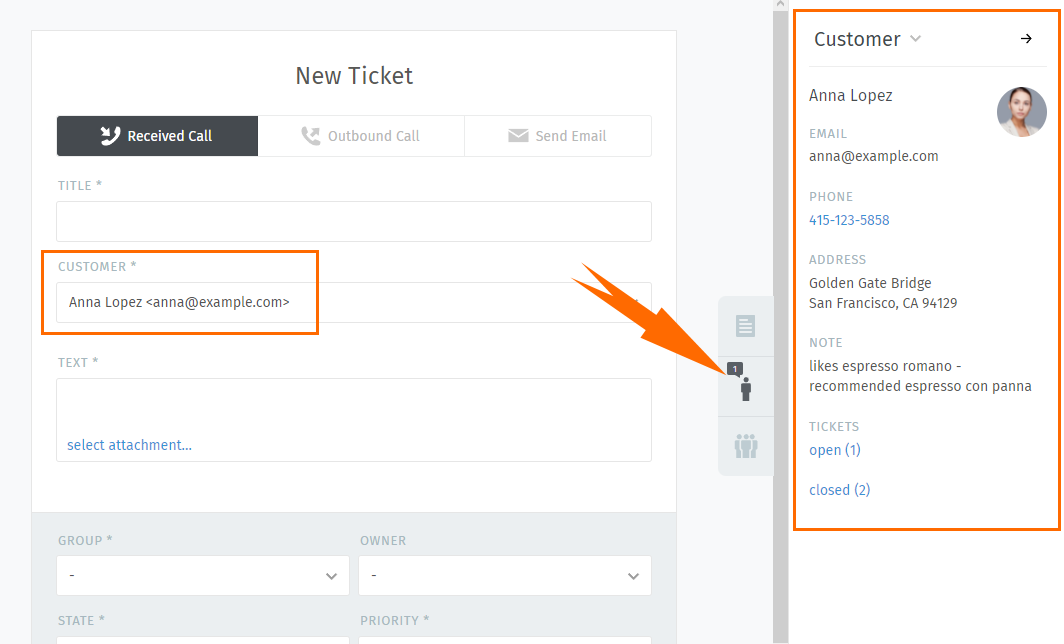 New Ticket
Received Call
Outbound Call
Send Email
TITLE *
CUSTOMER *
Anna Lopez <anna@example.com>
TEXT *
select attachment...
GROUP *
OWNER
-
-
STATE *
PRIORITY *
1
Customer
Anna Lopez
EMAIL
anna@example.com
PHONE
415-123-5858
ADDRESS
Golden Gate Bridge
San Francisco, CA 94129
NOTE
likes espresso romano -
recommended espresso con panna
TICKETS
open (1)
closed (2)